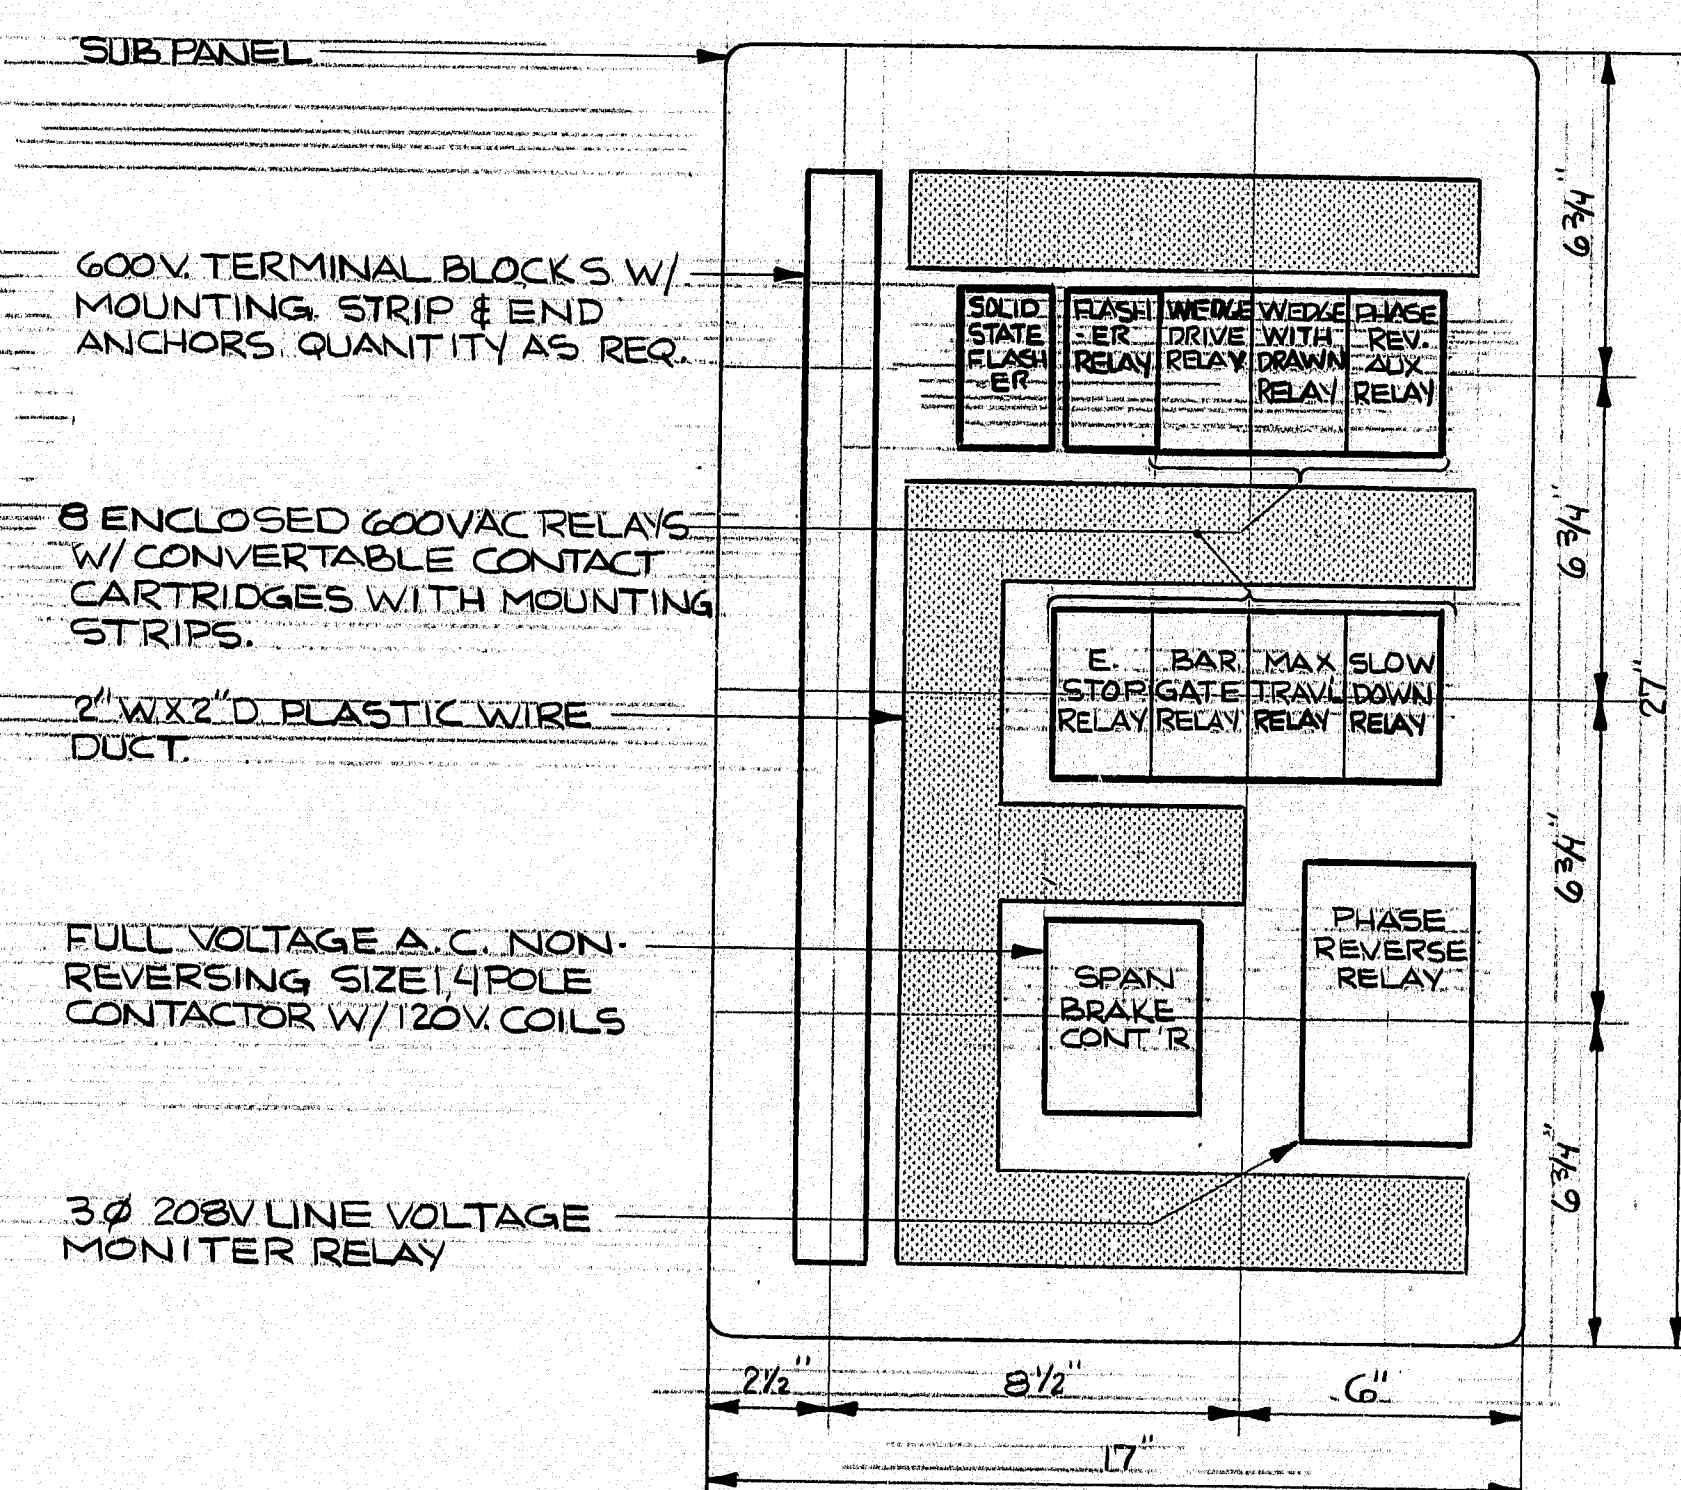 SUB PANEL
600V. TERMINAL BLOCKS W/
MOUNTING STRIP & END
ANCHORS. QUANTITY AS REQ.
8 ENCLOSED 600VAC RELAYS
W/ CONVERTABLE CONTACT
CARTRIDGES WITH MOUNTING
STRIPS.
2" W X 2" D PLASTIC WIRE
DUCT.
FULL VOLTAGE A.C. NON-
REVERSING SIZE 1, 4 POLE
CONTACTOR W/ 120V. COILS
3Ø 208V LINE VOLTAGE
MONITER RELAY
SOLID
STATE
FLASH
ER
FLASH
-ER
RELAY
WEDGE
DRIVE
RELAY
WEDGE
WITH
DRAWN
RELAY
PHASE
REV.
AUX
RELAY
E.
STOP
RELAY
BAR.
GATE
RELAY
MAX
TRAV'L
RELAY
SLOW
DOWN
RELAY
SPAN
BRAKE
CONT'R
PHASE
REVERSE
RELAY
6 3/4"
6 3/4"
6 3/4"
6 3/4"
27"
2 1/2"
8 1/2"
6"
17"